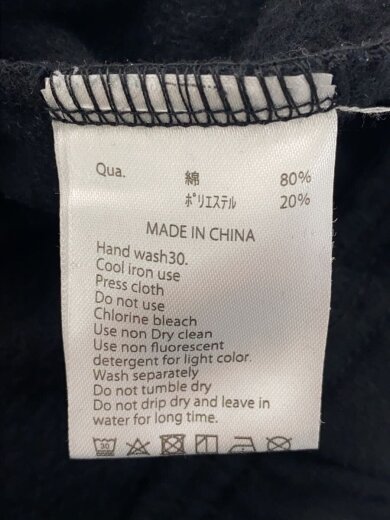 Qua. 綿 80%
ﾎﾟﾘｴｽﾃﾙ 20%
MADE IN CHINA
Hand wash30.
Cool iron use
Press cloth
Do not use
Chlorine bleach
Use non Dry clean
Use non fluorescent
detergent for light color.
Wash separately
Do not tumble dry
Do not drip dry and leave in
water for long time.
30